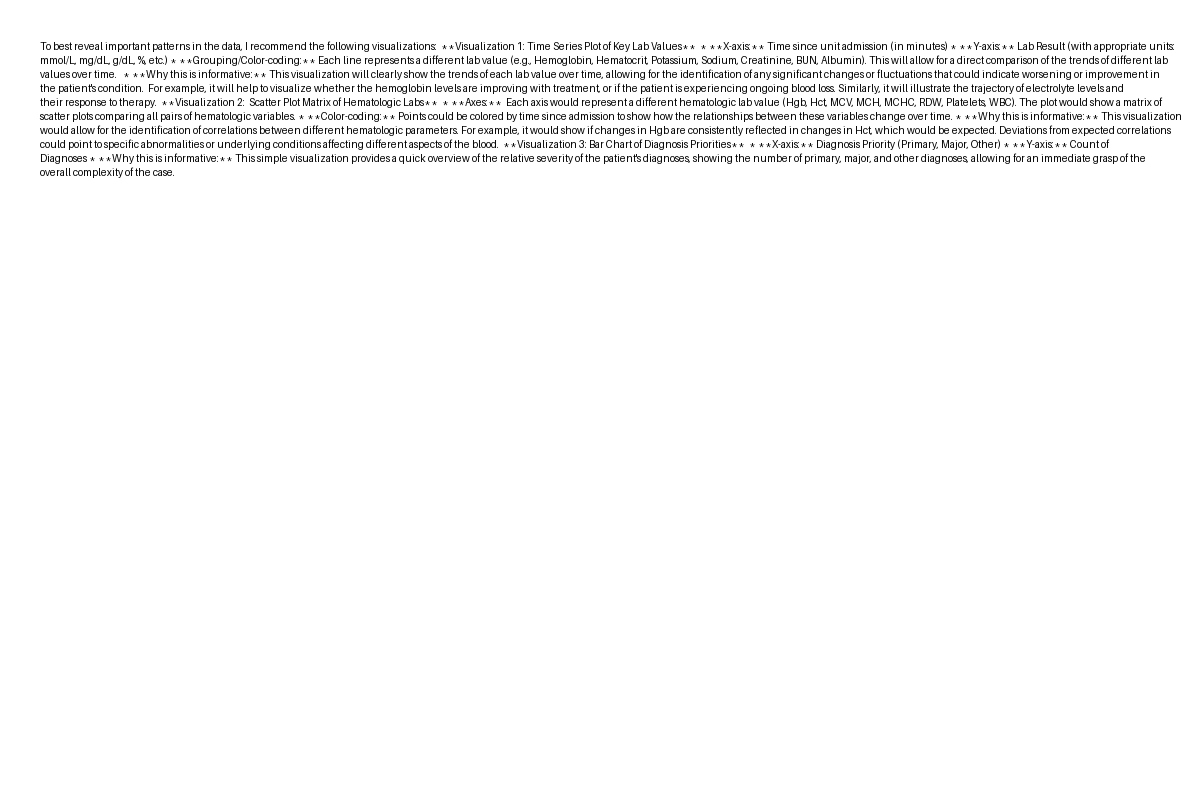 To best reveal important patterns in the data, I recommend the following visualizations:  **Visualization 1: Time Series Plot of Key Lab Values**  * **X-axis:** Time since unit admission (in minutes) * **Y-axis:** Lab Result (with appropriate units:
mmol/L, mg/dL, g/dL, %, etc.) * **Grouping/Color-coding:** Each line represents a different lab value (e.g., Hemoglobin, Hematocrit, Potassium, Sodium, Creatinine, BUN, Albumin). This will allow for a direct comparison of the trends of different lab
values over time.   * **Why this is informative:** This visualization will clearly show the trends of each lab value over time, allowing for the identification of any significant changes or fluctuations that could indicate worsening or improvement in
the patient's condition.  For example, it will help to visualize whether the hemoglobin levels are improving with treatment, or if the patient is experiencing ongoing blood loss. Similarly, it will illustrate the trajectory of electrolyte levels and
their response to therapy.  **Visualization 2:  Scatter Plot Matrix of Hematologic Labs**  * **Axes:**  Each axis would represent a different hematologic lab value (Hgb, Hct, MCV, MCH, MCHC, RDW, Platelets, WBC). The plot would show a matrix of
scatter plots comparing all pairs of hematologic variables. * **Color-coding:** Points could be colored by time since admission to show how the relationships between these variables change over time. * **Why this is informative:** This visualization
would allow for the identification of correlations between different hematologic parameters. For example, it would show if changes in Hgb are consistently reflected in changes in Hct, which would be expected. Deviations from expected correlations
could point to specific abnormalities or underlying conditions affecting different aspects of the blood.  **Visualization 3: Bar Chart of Diagnosis Priorities**  * **X-axis:** Diagnosis Priority (Primary, Major, Other) * **Y-axis:** Count of
Diagnoses * **Why this is informative:** This simple visualization provides a quick overview of the relative severity of the patient's diagnoses, showing the number of primary, major, and other diagnoses, allowing for an immediate grasp of the
overall complexity of the case.